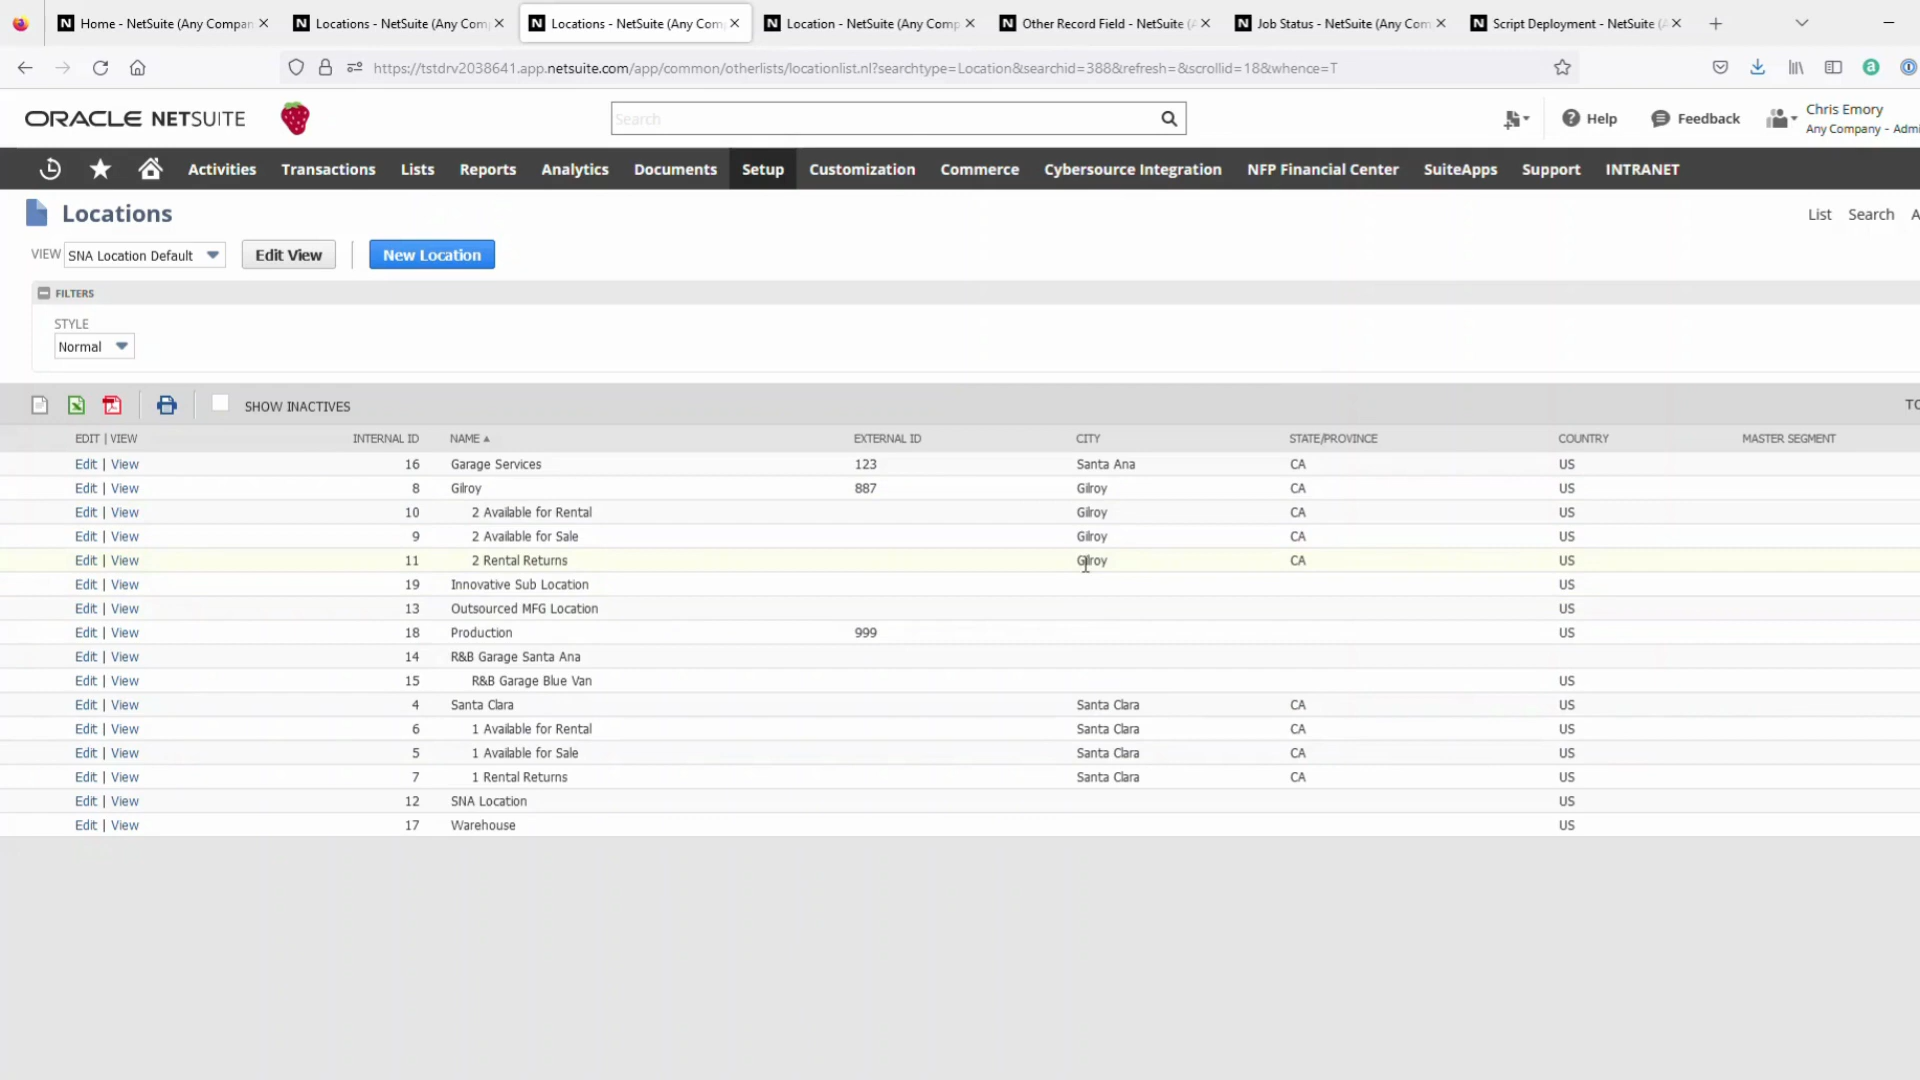 Home - NetSuite (Any Compan
Locations - NetSuite (Any Com
Locations - NetSuite (Any Com
Location - NetSuite (Any Comp
Other Record Field - NetSuite (
Job Status - NetSuite (Any Com
Script Deployment - NetSuite (
https://tstdrv2038641.app.netsuite.com/app/common/otherlists/locationlist.nl?searchtype=Location&searchid=388&refresh=&scrollid=18&whence=T
ORACLE NETSUITE
Search
Help
Feedback
Chris Emory
Any Company - Admi
Activities Transactions Lists Reports Analytics Documents Setup Customization Commerce Cybersource Integration NFP Financial Center SuiteApps Support INTRANET
Locations
List Search A
VIEW SNA Location Default Edit View New Location
FILTERS
STYLE
Normal
SHOW INACTIVES
TO
EDIT | VIEW INTERNAL ID NAME EXTERNAL ID CITY STATE/PROVINCE COUNTRY MASTER SEGMENT
Edit | View 16 Garage Services 123 Santa Ana CA US
Edit | View 8 Gilroy 887 Gilroy CA US
Edit | View 10 2 Available for Rental Gilroy CA US
Edit | View 9 2 Available for Sale Gilroy CA US
Edit | View 11 2 Rental Returns Gilroy CA US
Edit | View 19 Innovative Sub Location US
Edit | View 13 Outsourced MFG Location US
Edit | View 18 Production 999 US
Edit | View 14 R&B Garage Santa Ana
Edit | View 15 R&B Garage Blue Van US
Edit | View 4 Santa Clara Santa Clara CA US
Edit | View 6 1 Available for Rental Santa Clara CA US
Edit | View 5 1 Available for Sale Santa Clara CA US
Edit | View 7 1 Rental Returns Santa Clara CA US
Edit | View 12 SNA Location US
Edit | View 17 Warehouse US